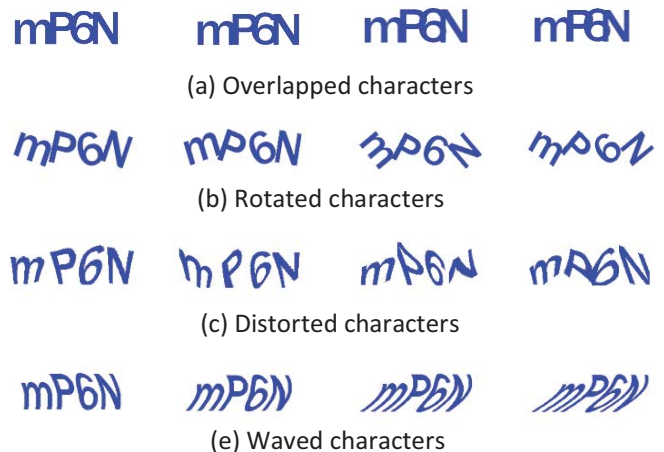 mP6N mP6N mP6N mP6N
(a) Overlapped characters
mP6N mP6N mP6N mP6N
(b) Rotated characters
mP6N mP6N mP6N mP6N
(c) Distorted characters
mP6N mP6N mP6N mP6N
(e) Waved characters